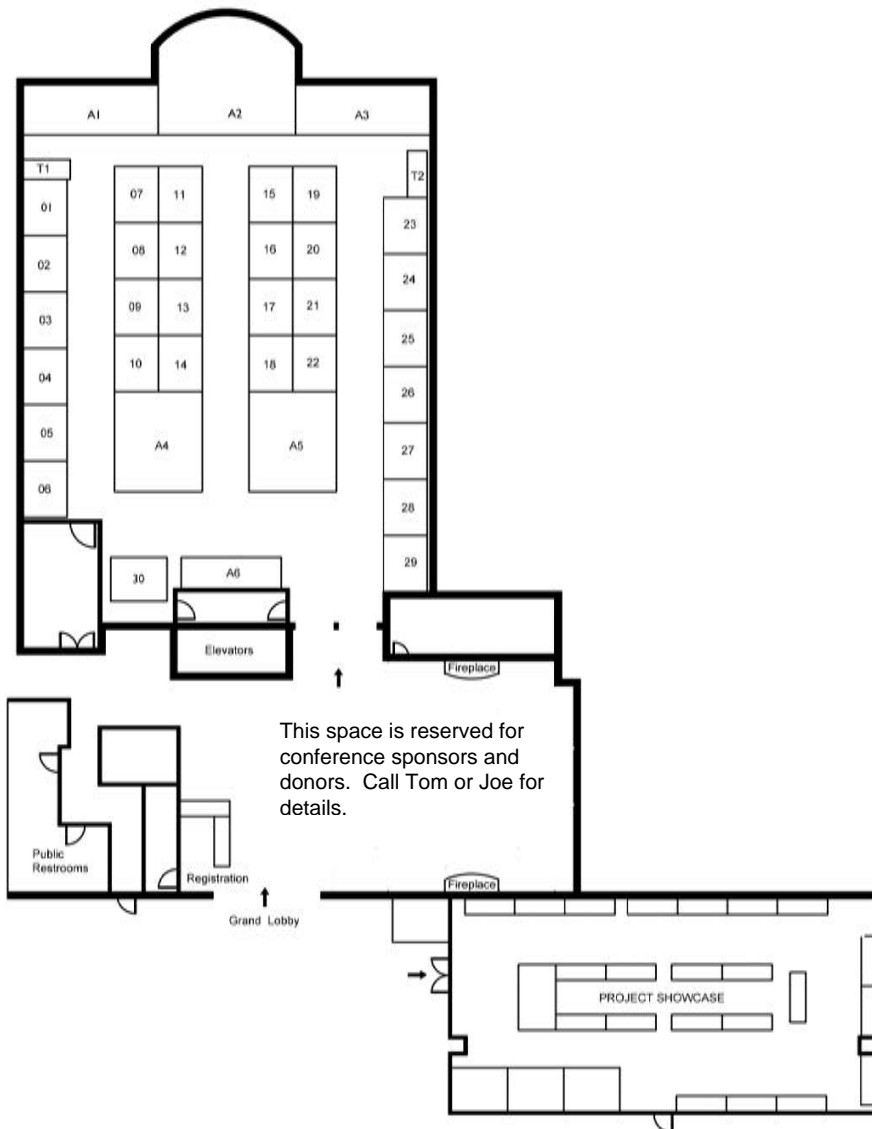 A1
A2
A3
T1
T2
01
07
11
15
19
23
02
08
12
16
20
24
03
09
13
17
21
25
04
10
14
18
22
26
05
A4
A5
27
06
28
30
A6
29
Elevators
Fireplace
This space is reserved for
conference sponsors and
donors.  Call Tom or Joe for
details.
Public
Restrooms
Registration
Fireplace
Grand Lobby
PROJECT SHOWCASE